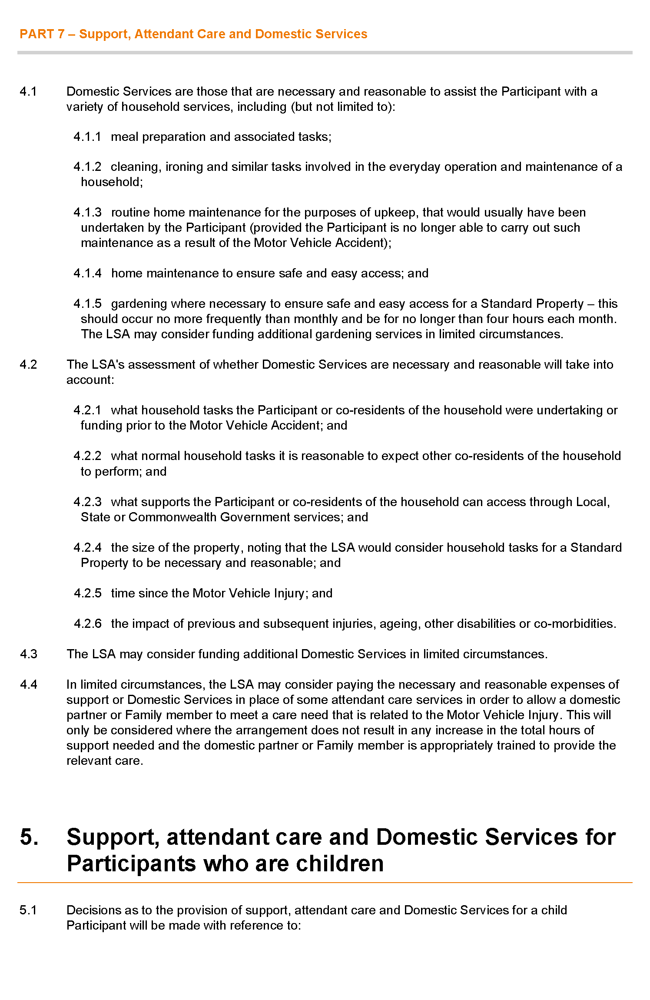 PART 7 – Support, Attendant Care and Domestic Services
4.1 Domestic Services are those that are necessary and reasonable to assist the Participant with a
variety of household services, including (but not limited to):
4.1.1 meal preparation and associated tasks;
4.1.2 cleaning, ironing and similar tasks involved in the everyday operation and maintenance of a
household;
4.1.3 routine home maintenance for the purposes of upkeep, that would usually have been
undertaken by the Participant (provided the Participant is no longer able to carry out such
maintenance as a result of the Motor Vehicle Accident);
4.1.4 home maintenance to ensure safe and easy access; and
4.1.5 gardening where necessary to ensure safe and easy access for a Standard Property – this
should occur no more frequently than monthly and be for no longer than four hours each month.
The LSA may consider funding additional gardening services in limited circumstances.
4.2 The LSA's assessment of whether Domestic Services are necessary and reasonable will take into
account:
4.2.1 what household tasks the Participant or co-residents of the household were undertaking or
funding prior to the Motor Vehicle Accident; and
4.2.2 what normal household tasks it is reasonable to expect other co-residents of the household
to perform; and
4.2.3 what supports the Participant or co-residents of the household can access through Local,
State or Commonwealth Government services; and
4.2.4 the size of the property, noting that the LSA would consider household tasks for a Standard
Property to be necessary and reasonable; and
4.2.5 time since the Motor Vehicle Injury; and
4.2.6 the impact of previous and subsequent injuries, ageing, other disabilities or co-morbidities.
4.3 The LSA may consider funding additional Domestic Services in limited circumstances.
4.4 In limited circumstances, the LSA may consider paying the necessary and reasonable expenses of
support or Domestic Services in place of some attendant care services in order to allow a domestic
partner or Family member to meet a care need that is related to the Motor Vehicle Injury. This will
only be considered where the arrangement does not result in any increase in the total hours of
support needed and the domestic partner or Family member is appropriately trained to provide the
relevant care.
5. Support, attendant care and Domestic Services for
Participants who are children
5.1 Decisions as to the provision of support, attendant care and Domestic Services for a child
Participant will be made with reference to: